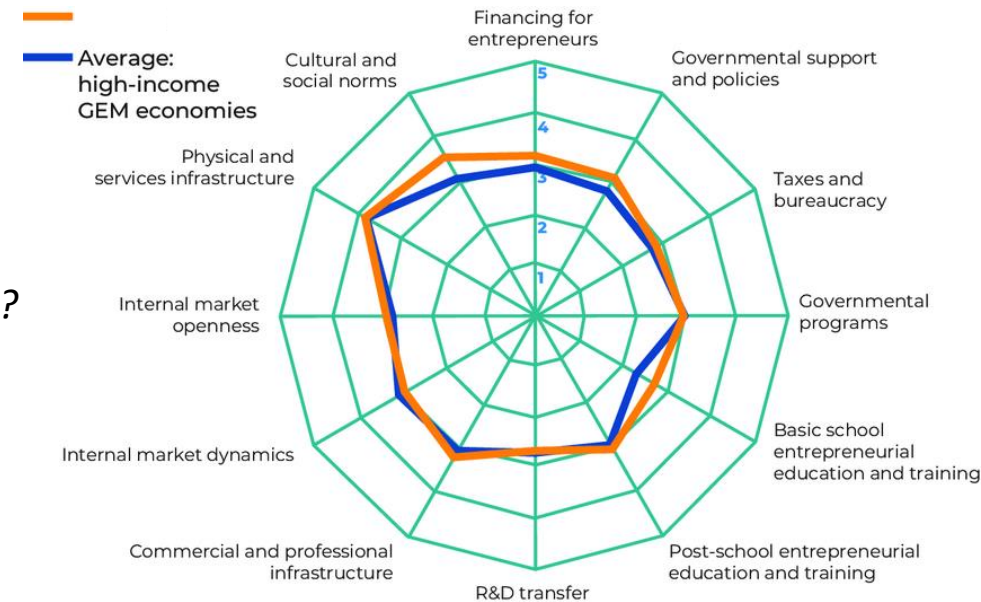 Average:
high-income
GEM economies
Financing for
entrepreneurs
Governmental support
and policies
Taxes and
bureaucracy
Governmental
programs
Basic school
entrepreneurial
education and training
Post-school entrepreneurial
education and training
R&D transfer
Commercial and professional
infrastructure
Internal market dynamics
Internal market
openness
Physical and
services infrastructure
Cultural and
social norms
5
4
3
2
1
?